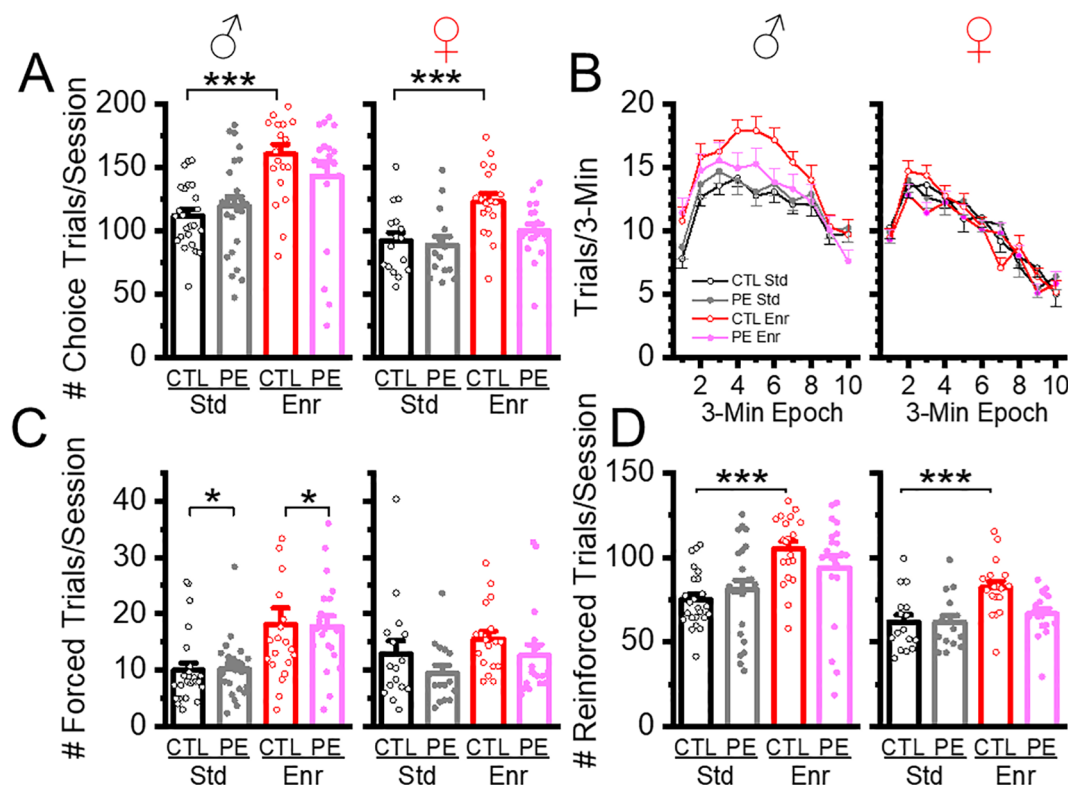 ♂ ♀ ♂ ♀
A
# Choice Trials/Session
200
150
100
50
0
***
***
CTL PE CTL PE
Std Enr
CTL PE CTL PE
Std Enr
B
Trials/3-Min
20
15
10
5
0
CTL Std
PE Std
CTL Enr
PE Enr
2 4 6 8 10
3-Min Epoch
2 4 6 8 10
3-Min Epoch
C
# Forced Trials/Session
40
30
20
10
0
*
*
CTL PE CTL PE
Std Enr
CTL PE CTL PE
Std Enr
D
# Reinforced Trials/Session
150
100
50
0
***
***
CTL PE CTL PE
Std Enr
CTL PE CTL PE
Std Enr